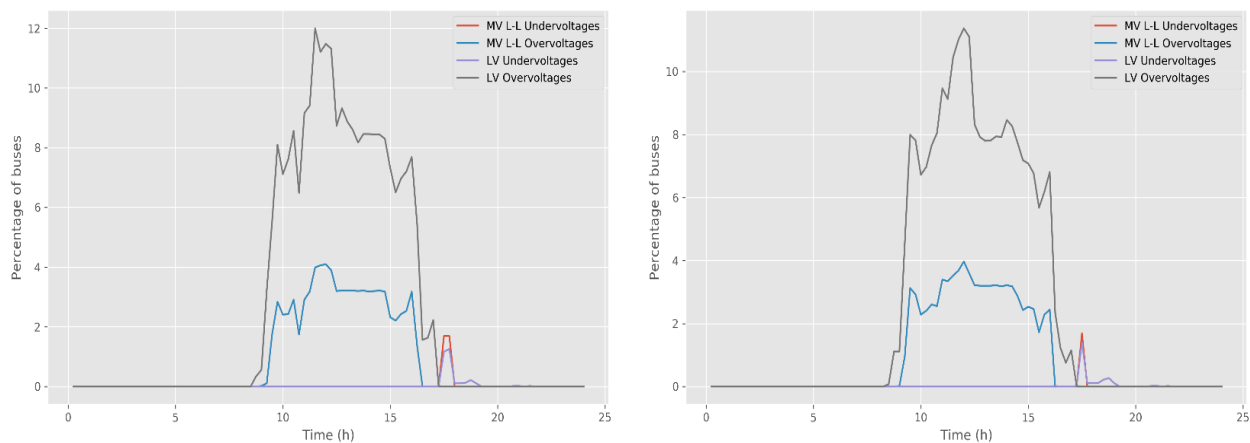 12
10
8
6
4
2
0
Percentage of buses
0
5
10
15
20
25
Time (h)
MV L-L Undervoltages
MV L-L Overvoltages
LV Undervoltages
LV Overvoltages
10
8
6
4
2
0
Percentage of buses
0
5
10
15
20
25
Time (h)
MV L-L Undervoltages
MV L-L Overvoltages
LV Undervoltages
LV Overvoltages